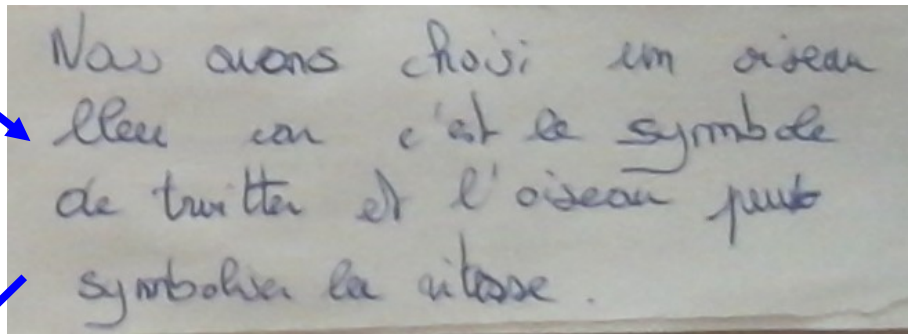 Nous avons choisi un oiseau
bleu car c'est le symbole
de twitter et l'oiseau peut
symboliser la vitesse.